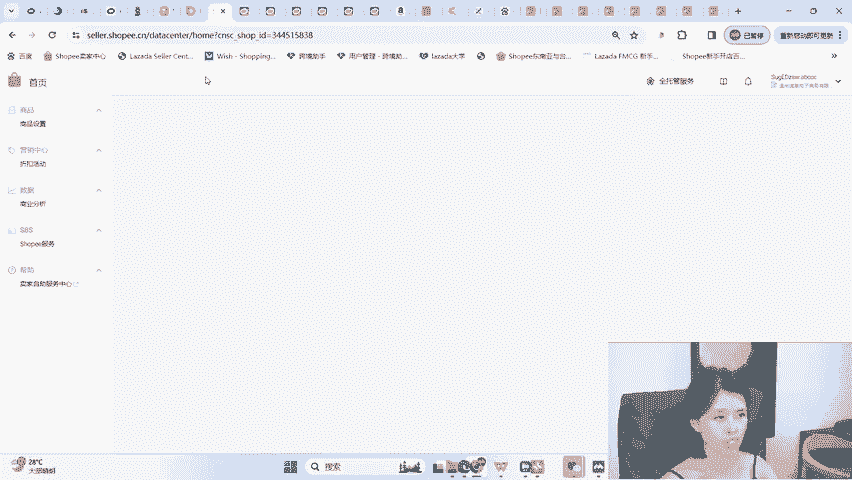 seller.shopee.cn/datacenter/home?cnsc_shop_id=344515838
已暂停
重新启动即可更新
百度
Shopee卖家中心
Lazada Seller Cent...
Wish - Shopping...
跨境助手
用户管理 - 跨境助...
lazada大学
Shopee东南亚与台...
Lazada FMCG 新手...
Shopee新手开店百...
首页
全托管服务
商品
商品设置
营销中心
折扣活动
数据
商业分析
SBS
Shopee服务
帮助
卖家自助服务中心
28°C
大部晴朗
搜索